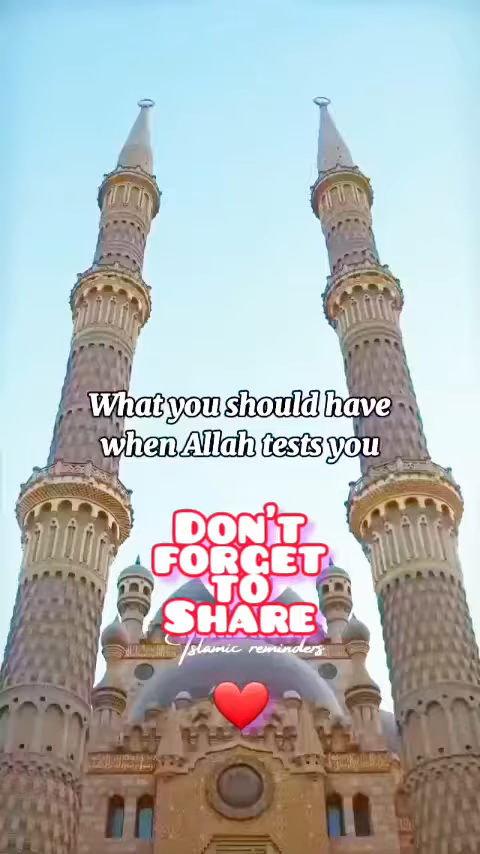 What you should have
when Allah tests you
DON'T
FORGET
TO
SHARE
Islamic reminders